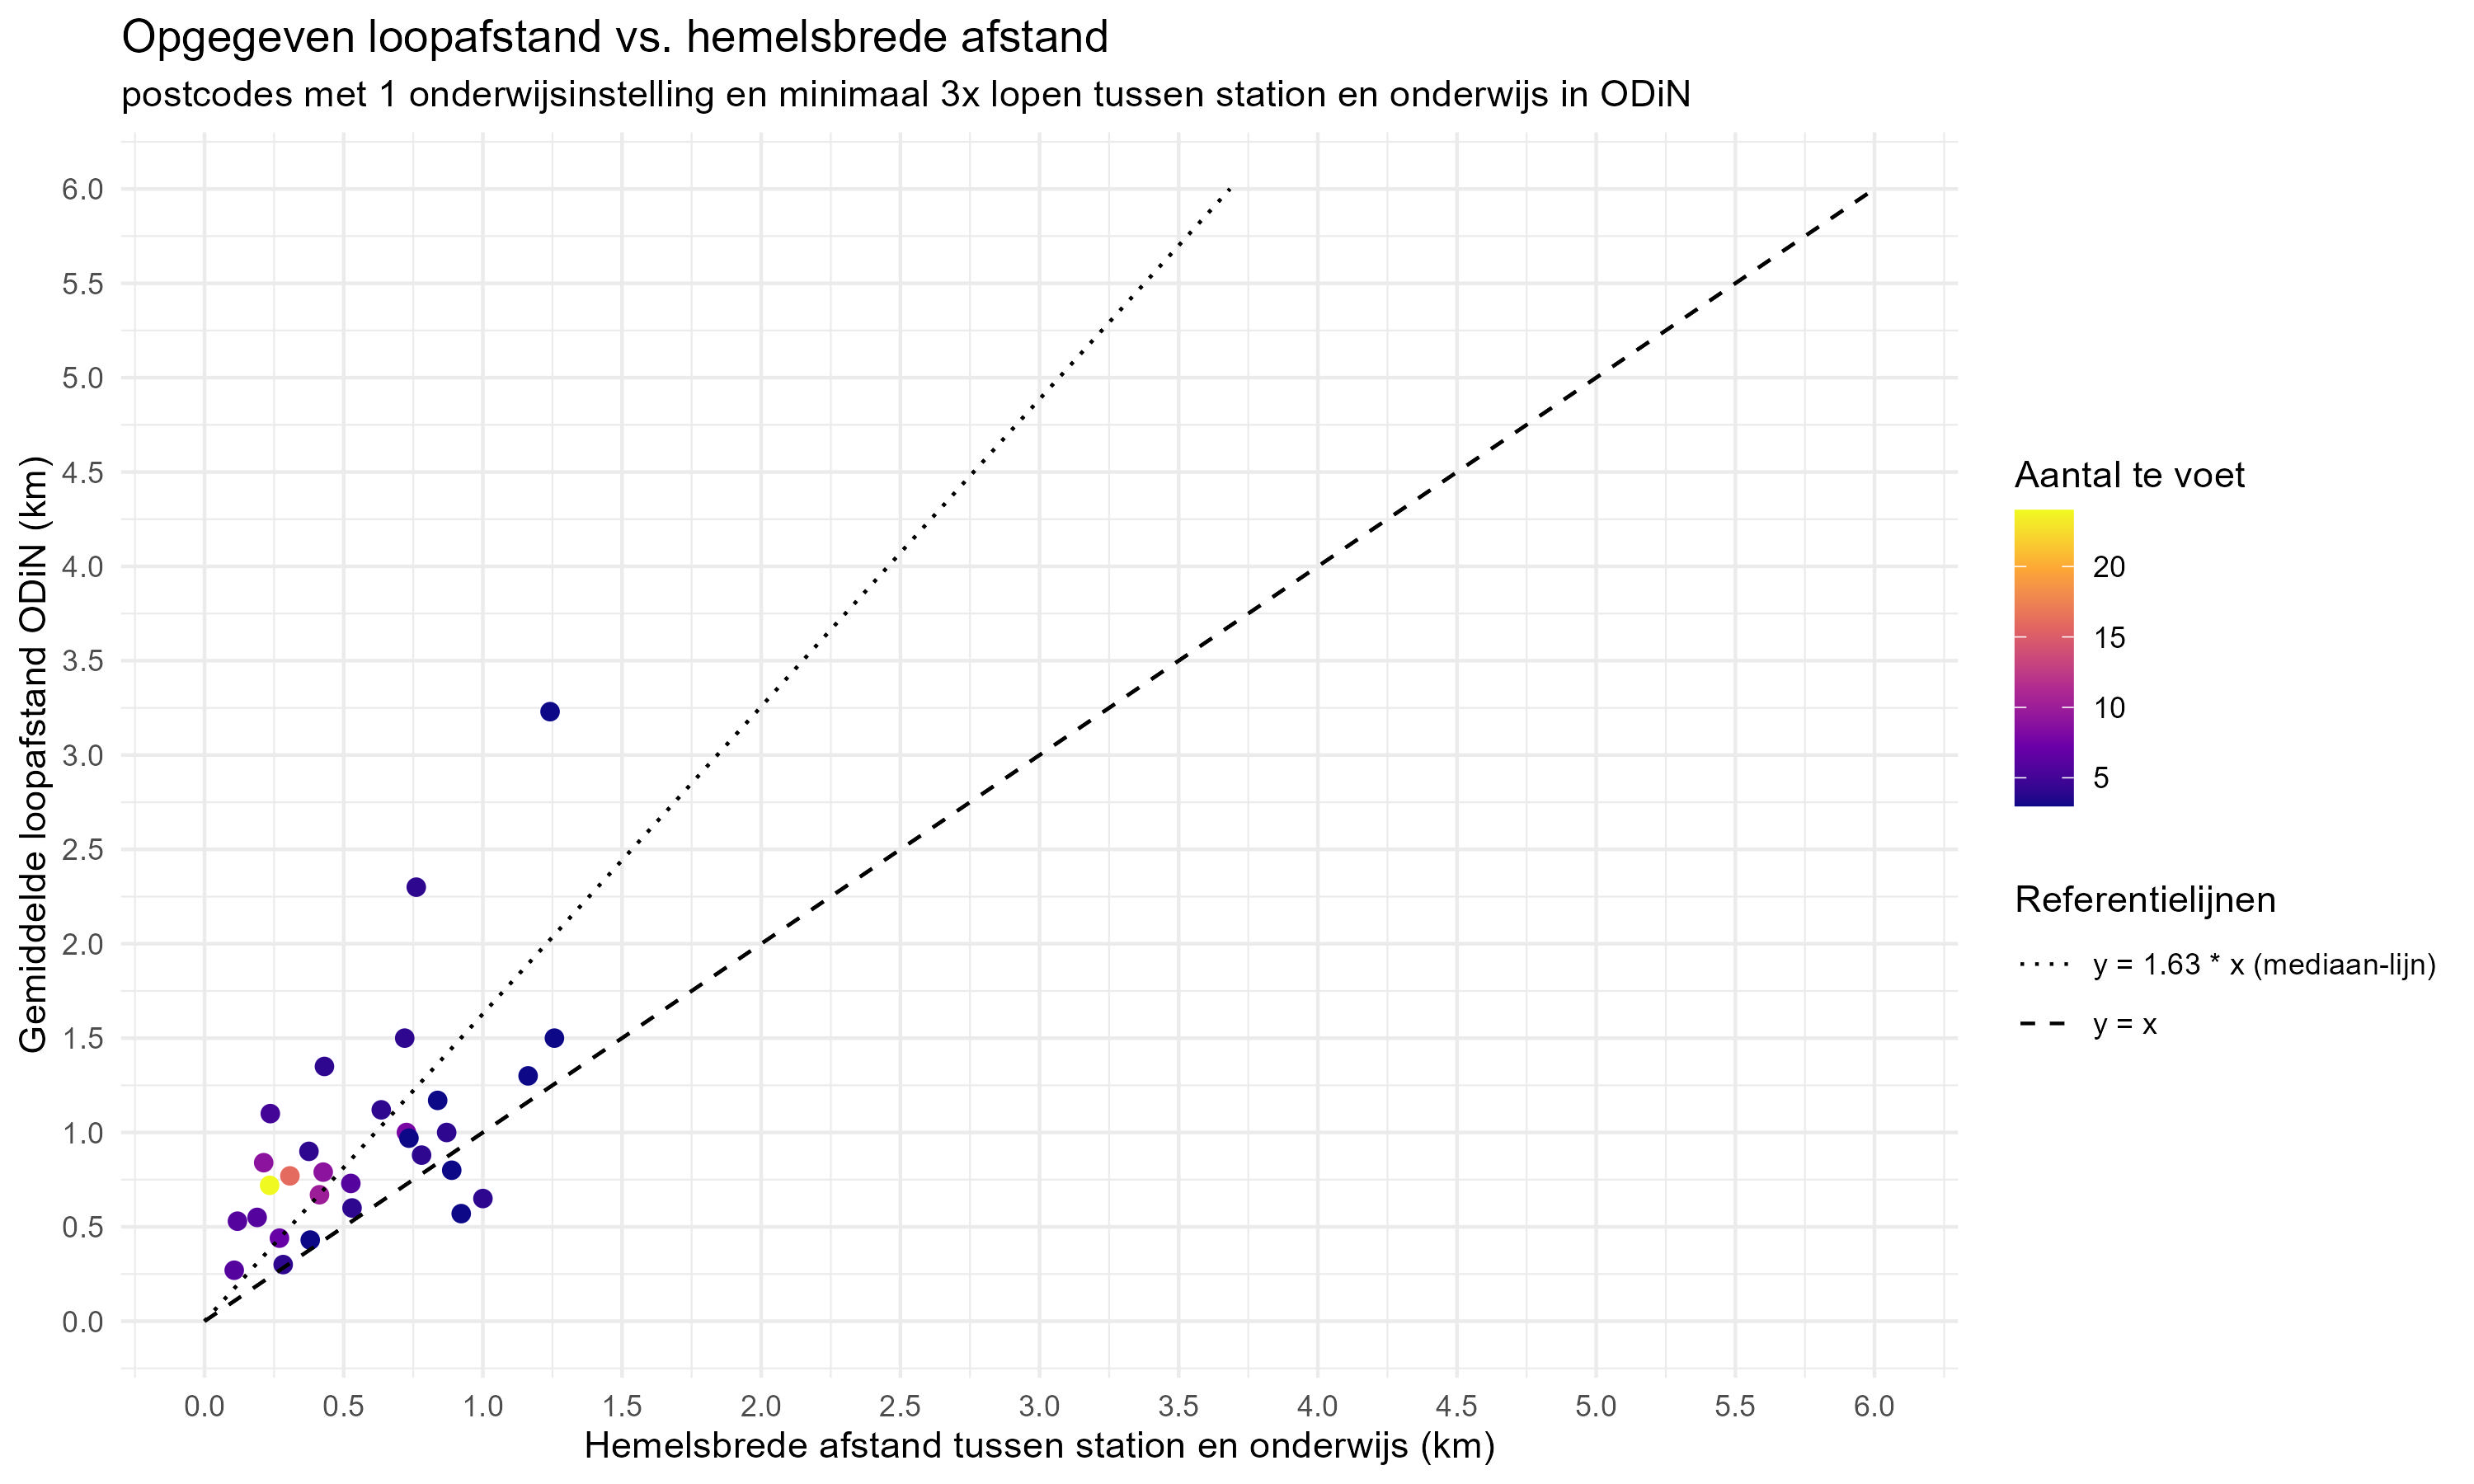 Opgegeven loopafstand vs. hemelsbrede afstand
postcodes met 1 onderwijsinstelling en minimaal 3x lopen tussen station en onderwijs in ODiN
Gemiddelde loopafstand ODiN (km)
6.0
5.5
5.0
4.5
4.0
3.5
3.0
2.5
2.0
1.5
1.0
0.5
0.0
0.0 0.5 1.0 1.5 2.0 2.5 3.0 3.5 4.0 4.5 5.0 5.5 6.0
Hemelsbrede afstand tussen station en onderwijs (km)
Aantal te voet
20
15
10
5
Referentielijnen
y = 1.63 * x (mediaan-lijn)
y = x